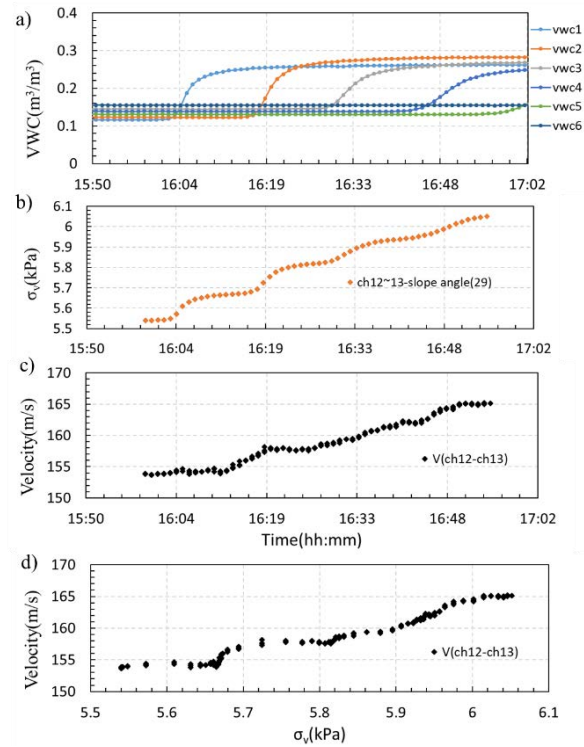 a)
VWC(m³/m³)
0.4
0.3
0.2
0.1
0
15:50 16:04 16:19 16:33 16:48 17:02
vwc1
vwc2
vwc3
vwc4
vwc5
vwc6
b)
σᵥ(kPa)
6.1
6
5.9
5.8
5.7
5.6
5.5
ch12~13-slope angle(29)
15:50 16:04 16:19 16:33 16:48 17:02
c)
Velocity(m/s)
170
165
160
155
150
V(ch12-ch13)
15:50 16:04 16:19 16:33 16:48 17:02
Time(hh:mm)
d)
Velocity(m/s)
170
165
160
155
150
V(ch12-ch13)
5.5 5.6 5.7 5.8 5.9 6 6.1
σᵥ(kPa)